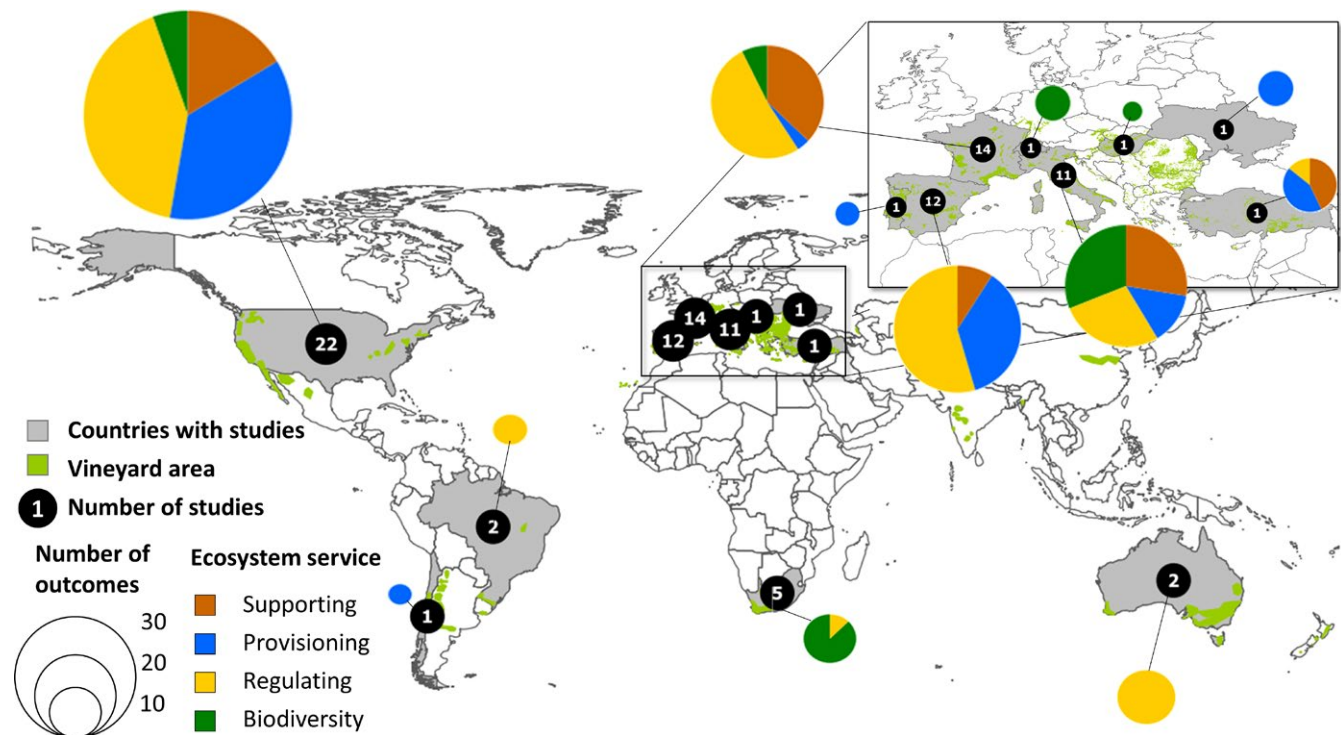 14
1
1
1
11
1
12
1
22
14
12
11
1
1
1
2
1
5
2
Countries with studies
Vineyard area
1 Number of studies
Number of
outcomes
30
20
10
Ecosystem service
Supporting
Provisioning
Regulating
Biodiversity